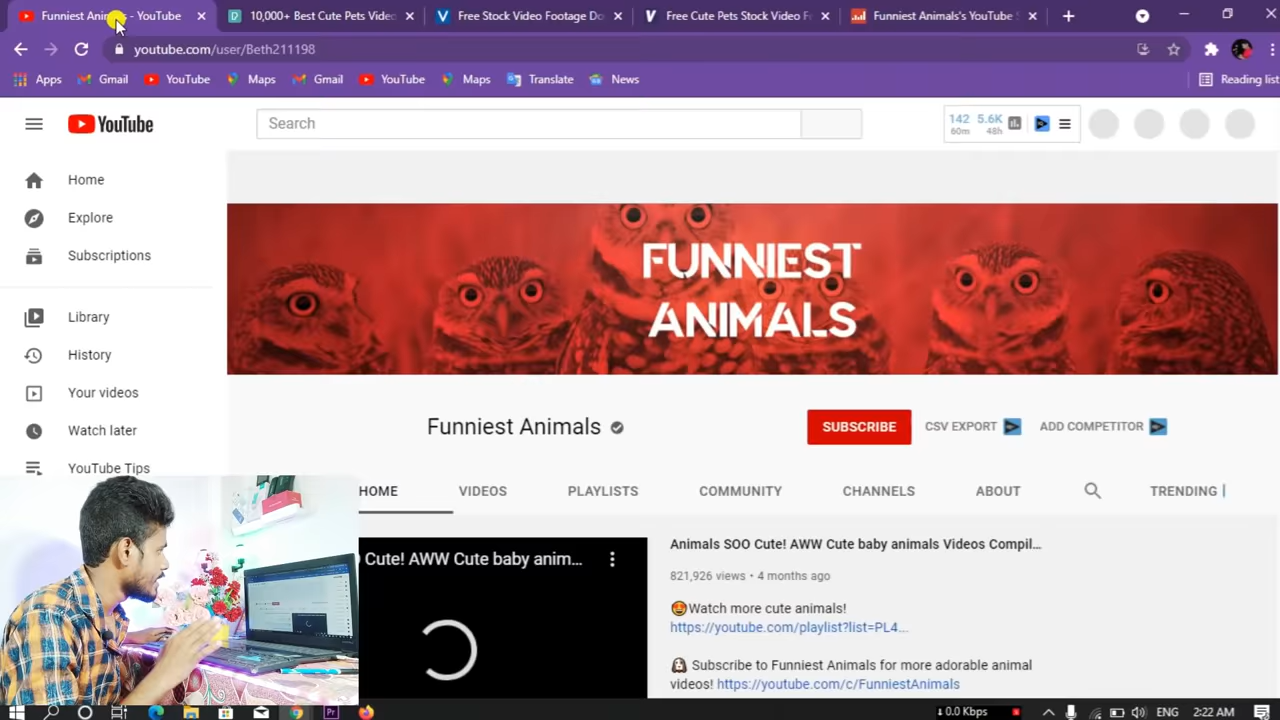 Funniest Animals - YouTube
10,000+ Best Cute Pets Video
Free Stock Video Footage Do
Free Cute Pets Stock Video F
Funniest Animals's YouTube S
youtube.com/user/Beth211198
Apps
Gmail
YouTube
Maps
Gmail
YouTube
Maps
Translate
News
Reading list
YouTube
Search
142
60m
5.6K
48h
Home
Explore
Subscriptions
Library
History
Your videos
Watch later
YouTube Tips
FUNNIEST
ANIMALS
Funniest Animals
SUBSCRIBE
CSV EXPORT
ADD COMPETITOR
HOME
VIDEOS
PLAYLISTS
COMMUNITY
CHANNELS
ABOUT
TRENDING
Cute! AWW Cute baby anim...
Animals SOO Cute! AWW Cute baby animals Videos Compil...
821,926 views • 4 months ago
Watch more cute animals!
https://youtube.com/playlist?list=PL4...
Subscribe to Funniest Animals for more adorable animal
videos! https://youtube.com/c/FunniestAnimals
0.0 Kbps
ENG
2:22 AM